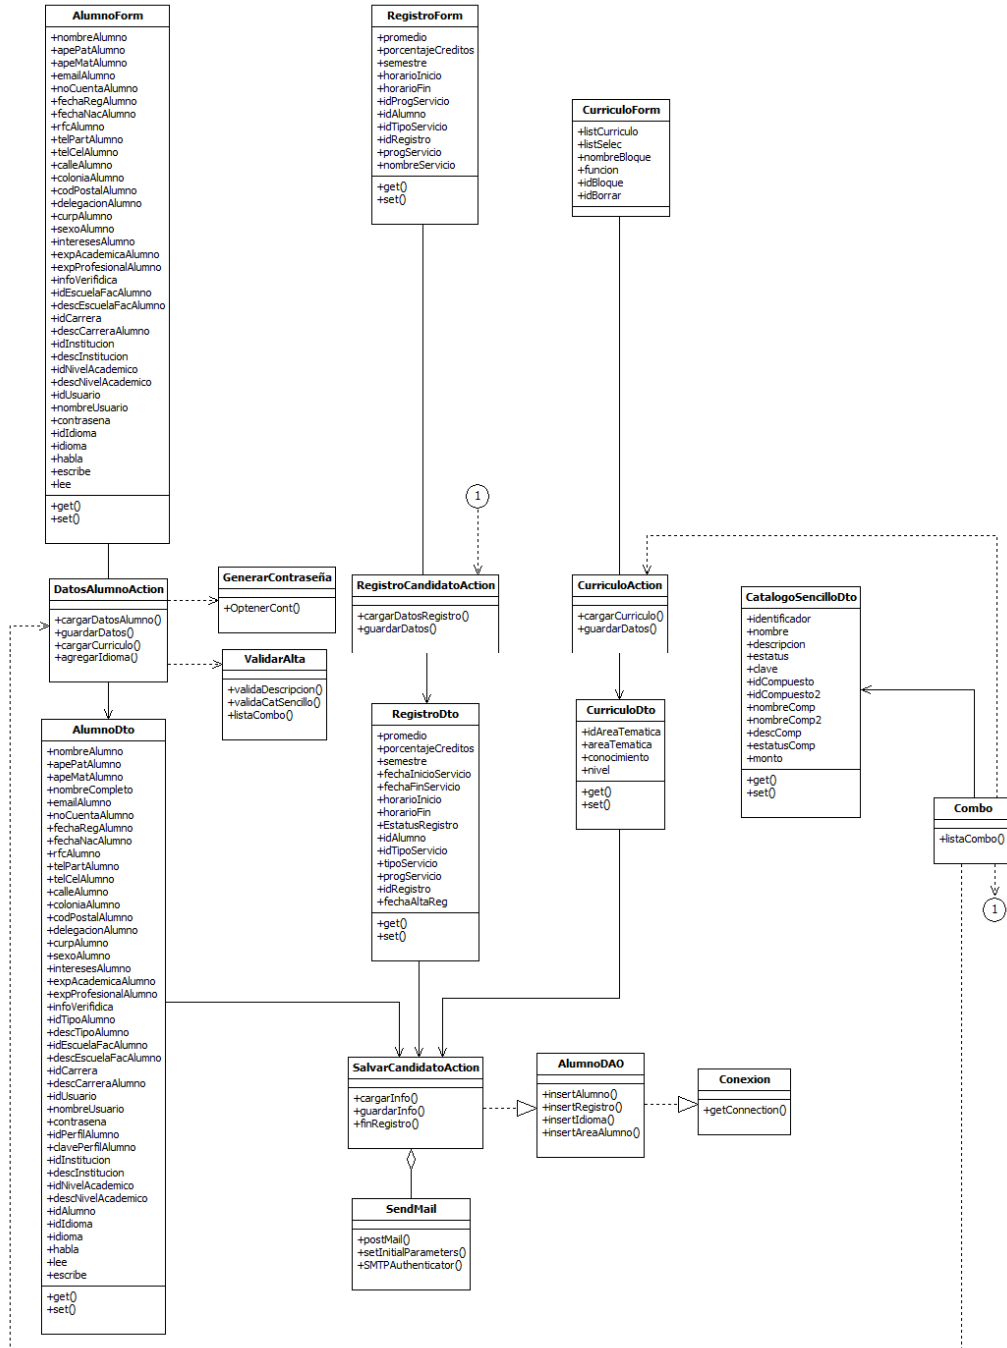 AlumnoForm
+nombreAlumno
+apePatAlumno
+apeMatAlumno
+emailAlumno
+noCuentaAlumno
+fechaRegAlumno
+fechaNacAlumno
+rfcAlumno
+telPartAlumno
+telCelAlumno
+calleAlumno
+coloniaAlumno
+codPostalAlumno
+delegacionAlumno
+curpAlumno
+sexoAlumno
+interesesAlumno
+expAcademicaAlumno
+expProfesionalAlumno
+infoVerifidica
+idEscuelaFacAlumno
+descEscuelaFacAlumno
+idCarrera
+descCarreraAlumno
+idInstitucion
+descInstitucion
+idNivelAcademico
+descNivelAcademico
+idUsuario
+nombreUsuario
+contrasena
+idIdioma
+idioma
+habla
+escribe
+lee
+get()
+set()
RegistroForm
+promedio
+porcentajeCreditos
+semestre
+horarioInicio
+horarioFin
+idProgServicio
+idAlumno
+idTipoServicio
+idRegistro
+progServicio
+nombreServicio
+get()
+set()
CurriculoForm
+listCurriculo
+listSelec
+nombreBloque
+funcion
+idBloque
+idBorrar
1
DatosAlumnoAction
+cargarDatosAlumno()
+guardarDatos()
+cargarCurriculo()
+agregarIdioma()
GenerarContraseña
+OptenerCont()
ValidarAlta
+validaDescripcion()
+validaCatSencillo()
+listaCombo()
RegistroCandidatoAction
+cargarDatosRegistro()
+guardarDatos()
CurriculoAction
+cargarCurriculo()
+guardarDatos()
CatalogoSencilloDto
+identificador
+nombre
+descripcion
+estatus
+clave
+idCompuesto
+idCompuesto2
+nombreComp
+nombreComp2
+descComp
+estatusComp
+monto
+get()
+set()
Combo
+listaCombo()
1
AlumnoDto
+nombreAlumno
+apePatAlumno
+apeMatAlumno
+nombreCompleto
+emailAlumno
+noCuentaAlumno
+fechaRegAlumno
+fechaNacAlumno
+rfcAlumno
+telPartAlumno
+telCelAlumno
+calleAlumno
+coloniaAlumno
+codPostalAlumno
+delegacionAlumno
+curpAlumno
+sexoAlumno
+interesesAlumno
+expAcademicaAlumno
+expProfesionalAlumno
+infoVerifidica
+idTipoAlumno
+descTipoAlumno
+idEscuelaFacAlumno
+descEscuelaFacAlumno
+idCarrera
+descCarreraAlumno
+idUsuario
+nombreUsuario
+contrasena
+idPerfilAlumno
+clavePerfilAlumno
+idInstitucion
+descInstitucion
+idNivelAcademico
+descNivelAcademico
+idAlumno
+idIdioma
+idioma
+habla
+lee
+escribe
+get()
+set()
RegistroDto
+promedio
+porcentajeCreditos
+semestre
+fechaInicioServicio
+fechaFinServicio
+horarioInicio
+horarioFin
+EstatusRegistro
+idAlumno
+idTipoServicio
+tipoServicio
+progServicio
+idRegistro
+fechaAltaReg
+get()
+set()
CurriculoDto
+idAreaTematica
+areaTematica
+conocimiento
+nivel
+get()
+set()
SalvarCandidatoAction
+cargarInfo()
+guardarInfo()
+finRegistro()
AlumnoDAO
+insertAlumno()
+insertRegistro()
+insertIdioma()
+insertAreaAlumno()
Conexion
+getConnection()
SendMail
+postMail()
+setInitialParameters()
+SMTPAuthenticator()